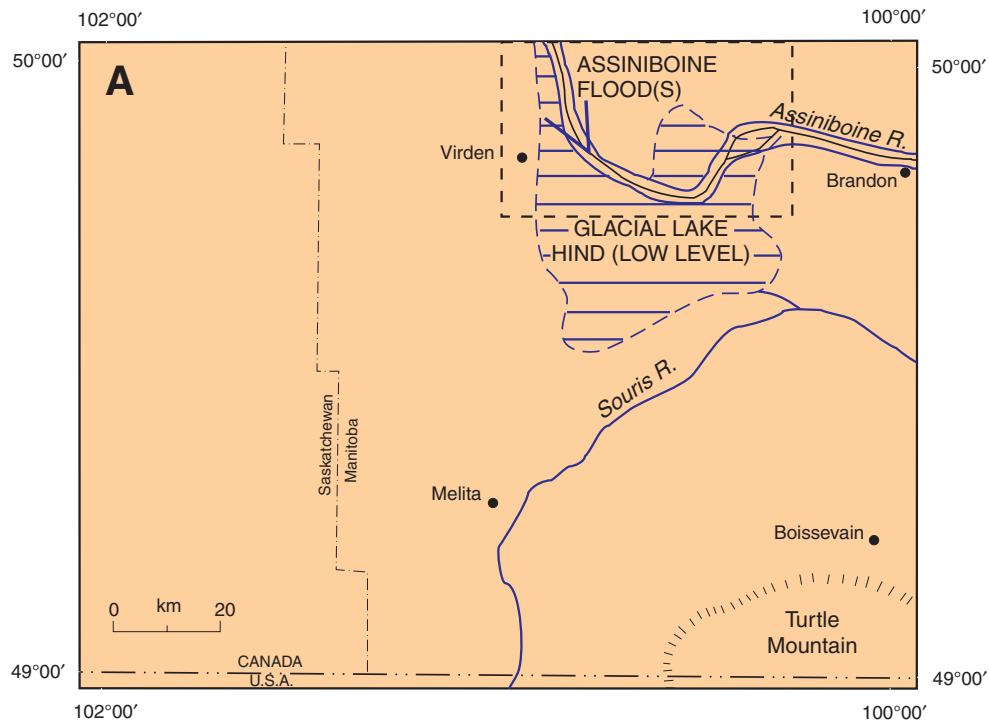 102°00′
100°00′
50°00′
50°00′
A
ASSINIBOINE
FLOOD(S)
Assiniboine R.
Virden
Brandon
GLACIAL LAKE
HIND (LOW LEVEL)
Souris R.
Saskatchewan
Manitoba
Melita
Boissevain
0 km 20
Turtle
Mountain
CANADA
U.S.A.
49°00′
49°00′
102°00′
100°00′